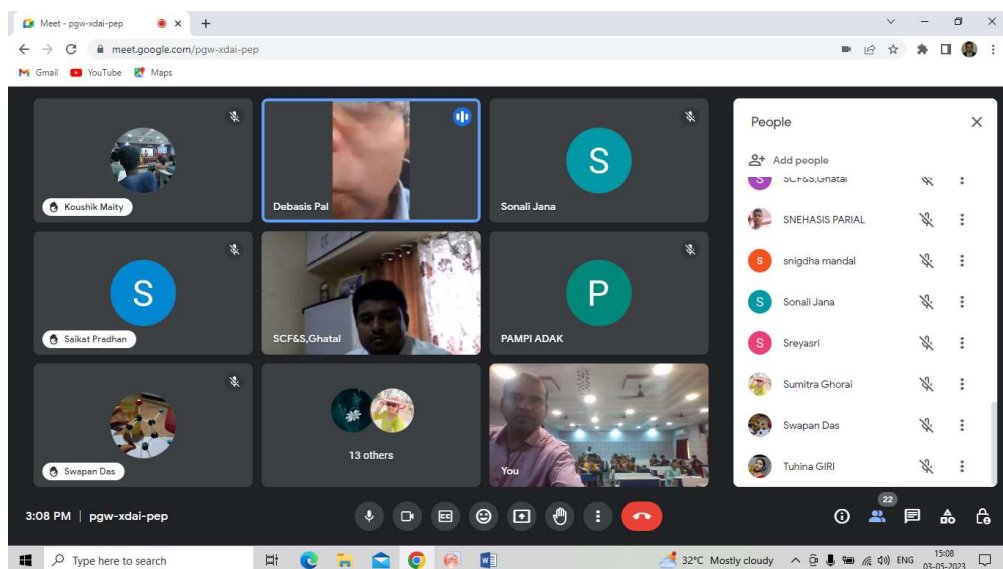 Meet - pgw-xdai-pep
meet.google.com/pgw-xdai-pep
Gmail YouTube Maps
Koushik Maity
Debasis Pal
S
Sonali Jana
S
Saikat Pradhan
SCF&S,Ghatal
P
PAMPI ADAK
Swapan Das
13 others
You
People
Add people
S SCF&S,Ghatal
SNEHASIS PARIAL
s snigdha mandal
S Sonali Jana
S Sreyasri
Sumitra Ghorai
Swapan Das
Tuhina GIRI
3:08 PM | pgw-xdai-pep
CC
22
Type here to search
32°C Mostly cloudy
ENG
15:08
03-05-2023